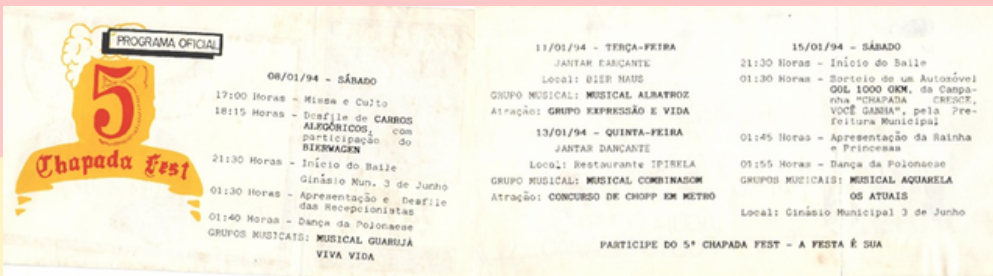 PROGRAMA OFICIAL
5
Chapada Fest
08/01/94 - SÁBADO
17:00 Horas - Missa e Culto
18:15 Horas - Desfile de CARROS
ALEGÓRICOS, com
participação do
BIERWAGEN
21:30 Horas - Início do Baile
Ginásio Mun. 3 de Junho
01:30 Horas - Apresentação e Desfile
das Recepcionistas
01:40 Horas - Dança da Polonaese
GRUPOS MUSICAIS: MUSICAL GUARUJÁ
VIVA VIDA
11/01/94 - TERÇA-FEIRA
JANTAR DANÇANTE
Local: BIER HAUS
GRUPO MUSICAL: MUSICAL ALBATROZ
Atração: GRUPO EXPRESSÃO E VIDA
13/01/94 - QUINTA-FEIRA
JANTAR DANÇANTE
Local: Restaurante IPIRELA
GRUPO MUSICAL: MUSICAL COMBINASOM
Atração: CONCURSO DE CHOPP EM METRO
15/01/94 - SÁBADO
21:30 Horas - Início do Baile
01:30 Horas - Sorteio de um Automóvel
GOL 1000 0KM, da Campa-
nha "CHAPADA CRESCE,
VOCÊ GANHA", pela Pre-
feitura Municipal
01:45 Horas - Apresentação da Rainha
e Princesas
01:55 Horas - Dança da Polonaese
GRUPOS MUSICAIS: MUSICAL AQUARELA
OS ATUAIS
Local: Ginásio Municipal 3 de Junho
PARTICIPE DO 5º CHAPADA FEST - A FESTA É SUA